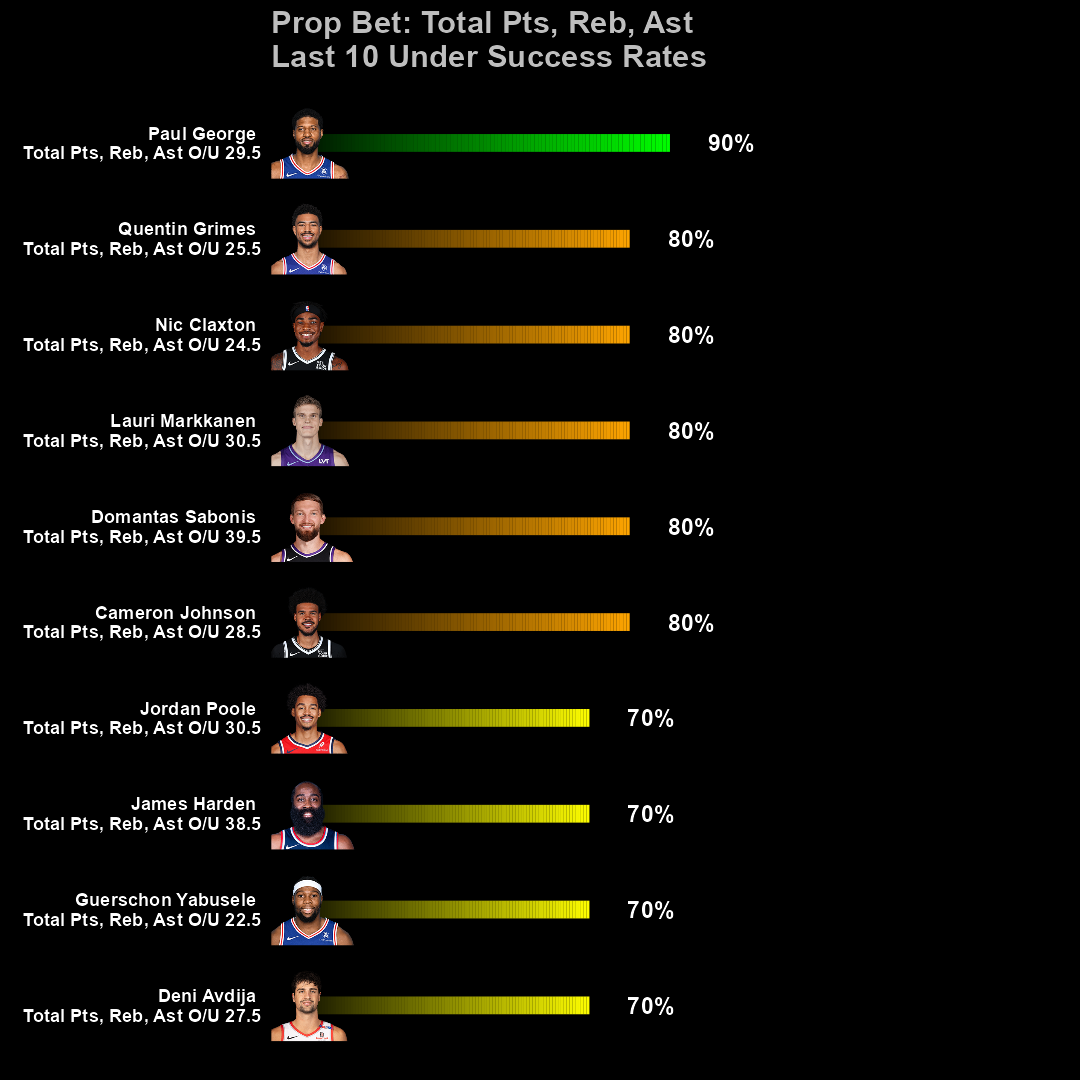 Prop Bet: Total Pts, Reb, Ast
Last 10 Under Success Rates
Paul George
Total Pts, Reb, Ast O/U 29.5
90%
Quentin Grimes
Total Pts, Reb, Ast O/U 25.5
80%
Nic Claxton
Total Pts, Reb, Ast O/U 24.5
80%
Lauri Markkanen
Total Pts, Reb, Ast O/U 30.5
80%
Domantas Sabonis
Total Pts, Reb, Ast O/U 39.5
80%
Cameron Johnson
Total Pts, Reb, Ast O/U 28.5
80%
Jordan Poole
Total Pts, Reb, Ast O/U 30.5
70%
James Harden
Total Pts, Reb, Ast O/U 38.5
70%
Guerschon Yabusele
Total Pts, Reb, Ast O/U 22.5
70%
Deni Avdija
Total Pts, Reb, Ast O/U 27.5
70%